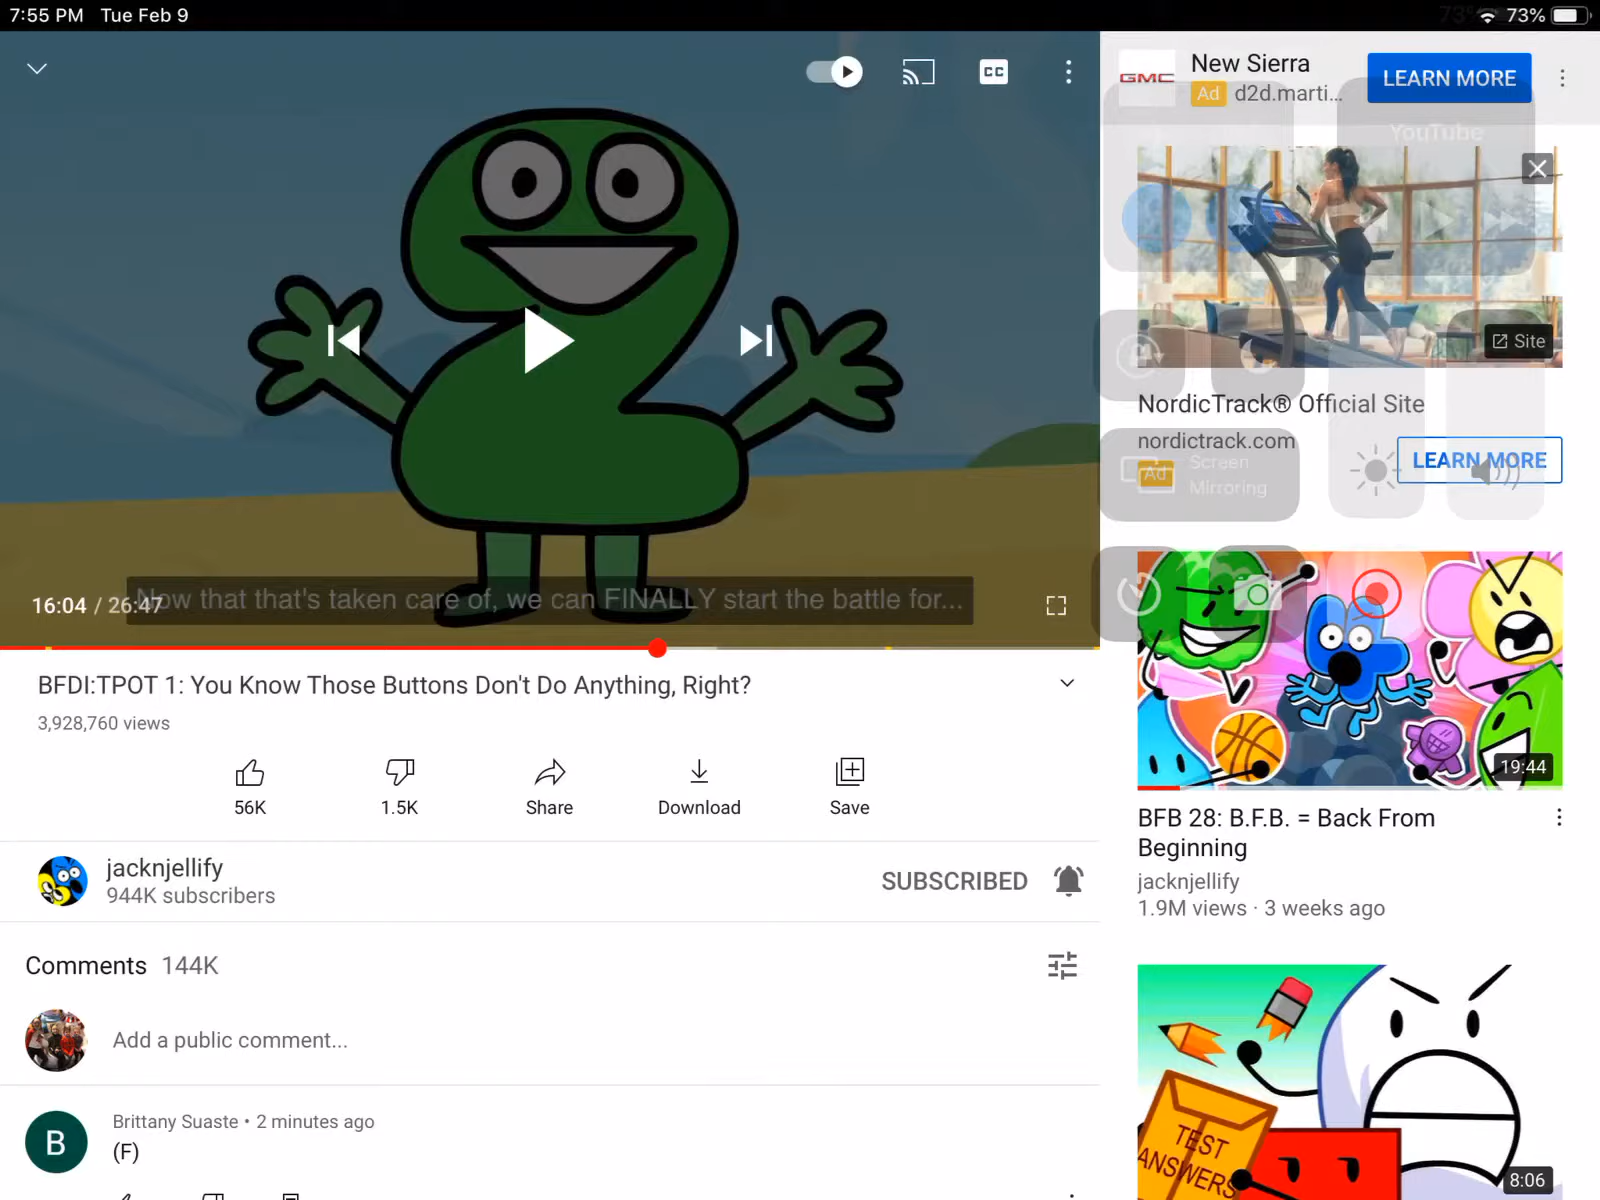 7:55 PM Tue Feb 9
73%
CC
16:04 / 26:47
Now that that's taken care of, we can FINALLY start the battle for...
BFDI:TPOT 1: You Know Those Buttons Don't Do Anything, Right?
3,928,760 views
56K
1.5K
Share
Download
Save
jacknjellify
944K subscribers
SUBSCRIBED
Comments 144K
Add a public comment...
B
Brittany Suaste • 2 minutes ago
(F)
GMC
New Sierra
Ad d2d.marti...
LEARN MORE
YouTube
Site
NordicTrack® Official Site
nordictrack.com
Ad
Screen
Mirroring
LEARN MORE
19:44
BFB 28: B.F.B. = Back From
Beginning
jacknjellify
1.9M views · 3 weeks ago
TEST
ANSWERS
8:06